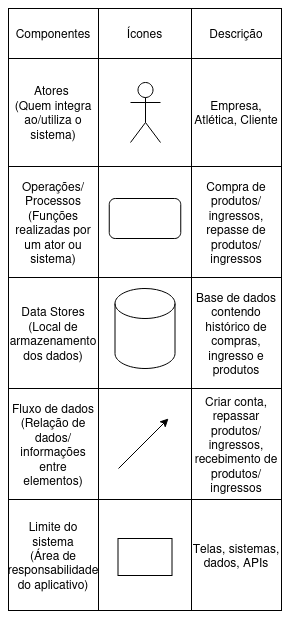 Componentes
Ícones
Descrição
Atores
(Quem integra
ao/utiliza o
sistema)
Empresa,
Atlética, Cliente
Operações/
Processos
(Funções
realizadas por
um ator ou
sistema)
Compra de
produtos/
ingressos,
repasse de
produtos/
ingressos
Data Stores
(Local de
armazenamento
dos dados)
Base de dados
contendo
histórico de
compras,
ingresso e
produtos
Fluxo de dados
(Relação de
dados/
informações
entre
elementos)
Criar conta,
repassar
produtos/
ingressos,
recebimento de
produtos/
ingressos
Limite do
sistema
(Área de
responsabilidade
do aplicativo)
Telas, sistemas,
dados, APIs